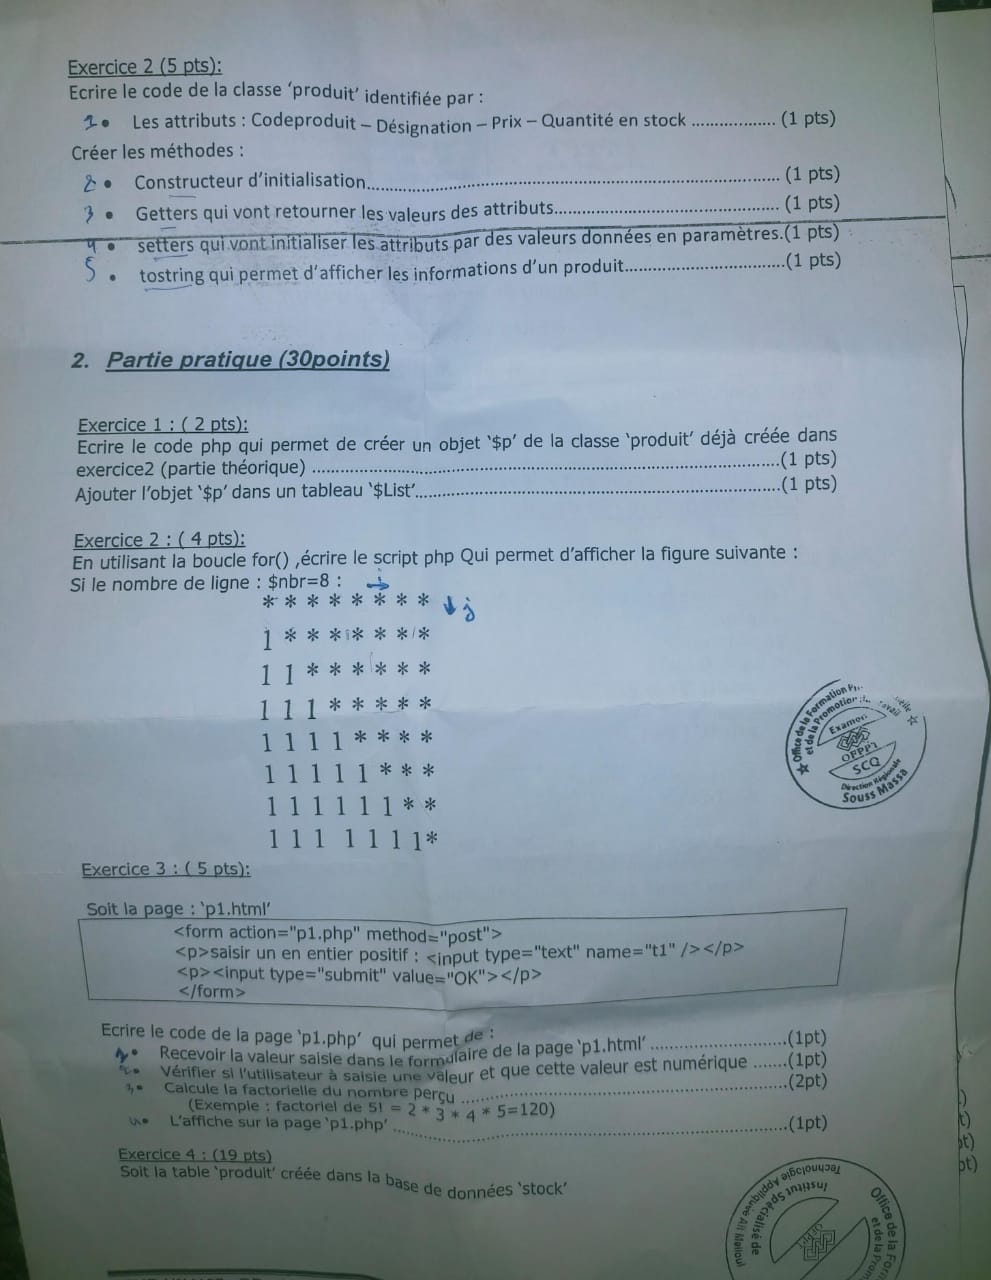 Exercice 2 (5 pts):
Ecrire le code de la classe ‘produit’ identifiée par :
1• Les attributs : Codeproduit – Désignation – Prix – Quantité en stock ................. (1 pts)
Créer les méthodes :
2• Constructeur d’initialisation.................................................................... (1 pts)
3• Getters qui vont retourner les valeurs des attributs........................................ (1 pts)
4• setters qui vont initialiser les attributs par des valeurs données en paramètres.(1 pts)
5• tostring qui permet d’afficher les informations d’un produit.............................(1 pts)
2. Partie pratique (30points)
Exercice 1 : ( 2 pts):
Ecrire le code php qui permet de créer un objet ‘$p’ de la classe ‘produit’ déjà créée dans
exercice2 (partie théorique) ...............................................................................(1 pts)
Ajouter l’objet ‘$p’ dans un tableau ‘$List’..............................................................(1 pts)
Exercice 2 : ( 4 pts):
En utilisant la boucle for() ,écrire le script php Qui permet d’afficher la figure suivante :
Si le nombre de ligne : $nbr=8 :
* * * * * * * * j
1 * * * * * * *
1 1 * * * * * *
1 1 1 * * * * *
1 1 1 1 * * * *
1 1 1 1 1 * * *
1 1 1 1 1 1 * *
1 1 1 1 1 1 1 *
Office de la Formation
et de la Promotion
Examen
OFPPT
SCQ
Direction Régionale
Souss Massa
Exercice 3 : ( 5 pts):
Soit la page : ‘p1.html’
<form action="p1.php" method="post">
<p>saisir un en entier positif : <input type="text" name="t1" /></p>
<p><input type="submit" value="OK"></p>
</form>
Ecrire le code de la page ‘p1.php’ qui permet de :
• Recevoir la valeur saisie dans le formulaire de la page ‘p1.html’ .......................(1pt)
• Vérifier si l’utilisateur à saisie une valeur et que cette valeur est numérique .......(1pt)
3• Calcule la factorielle du nombre perçu ......................................................(2pt)
(Exemple : factoriel de 5! = 2 * 3 * 4 * 5=120)
4• L’affiche sur la page ‘p1.php’ .................................................................(1pt)
Exercice 4 : (19 pts)
Soit la table ‘produit’ créée dans la base de données ‘stock’
Office de la
et de la
Institut Spécialisé de
Technologie Appliquée
OFPPT